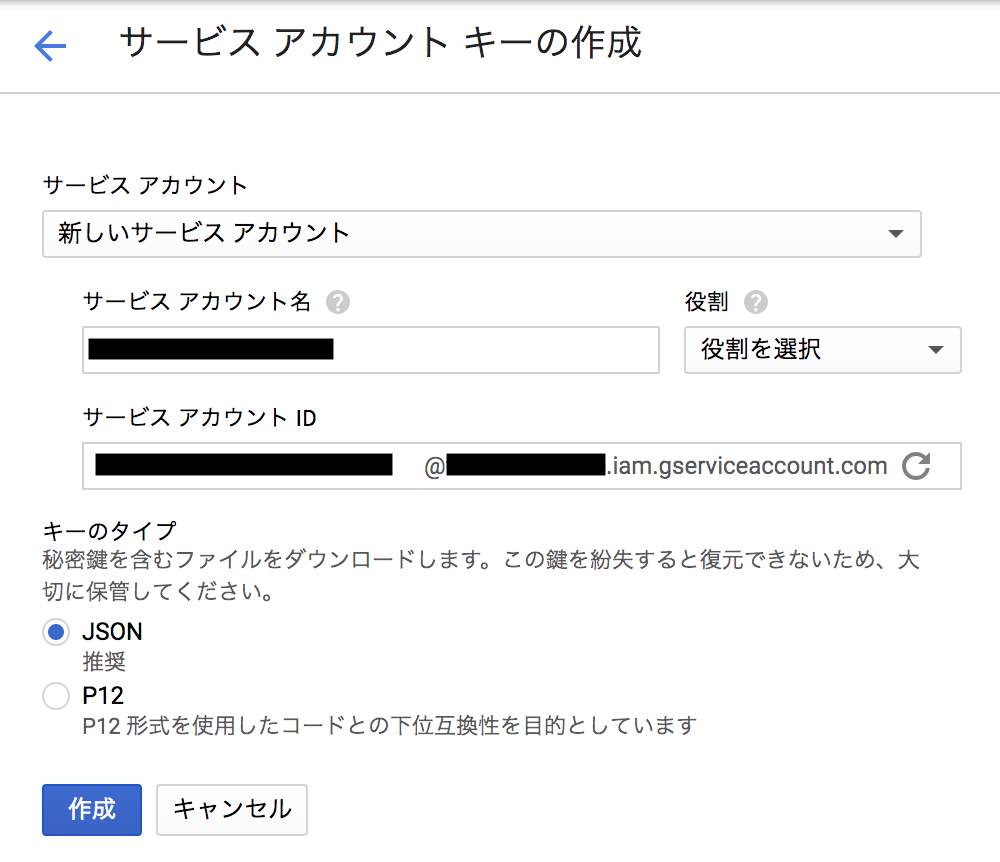 サービス アカウント キーの作成
サービス アカウント
新しいサービス アカウント
サービス アカウント名 ?
役割 ?
役割を選択
サービス アカウント ID
@ .iam.gserviceaccount.com
キーのタイプ
秘密鍵を含むファイルをダウンロードします。この鍵を紛失すると復元できないため、大
切に保管してください。
JSON
推奨
P12
P12 形式を使用したコードとの下位互換性を目的としています
作成
キャンセル